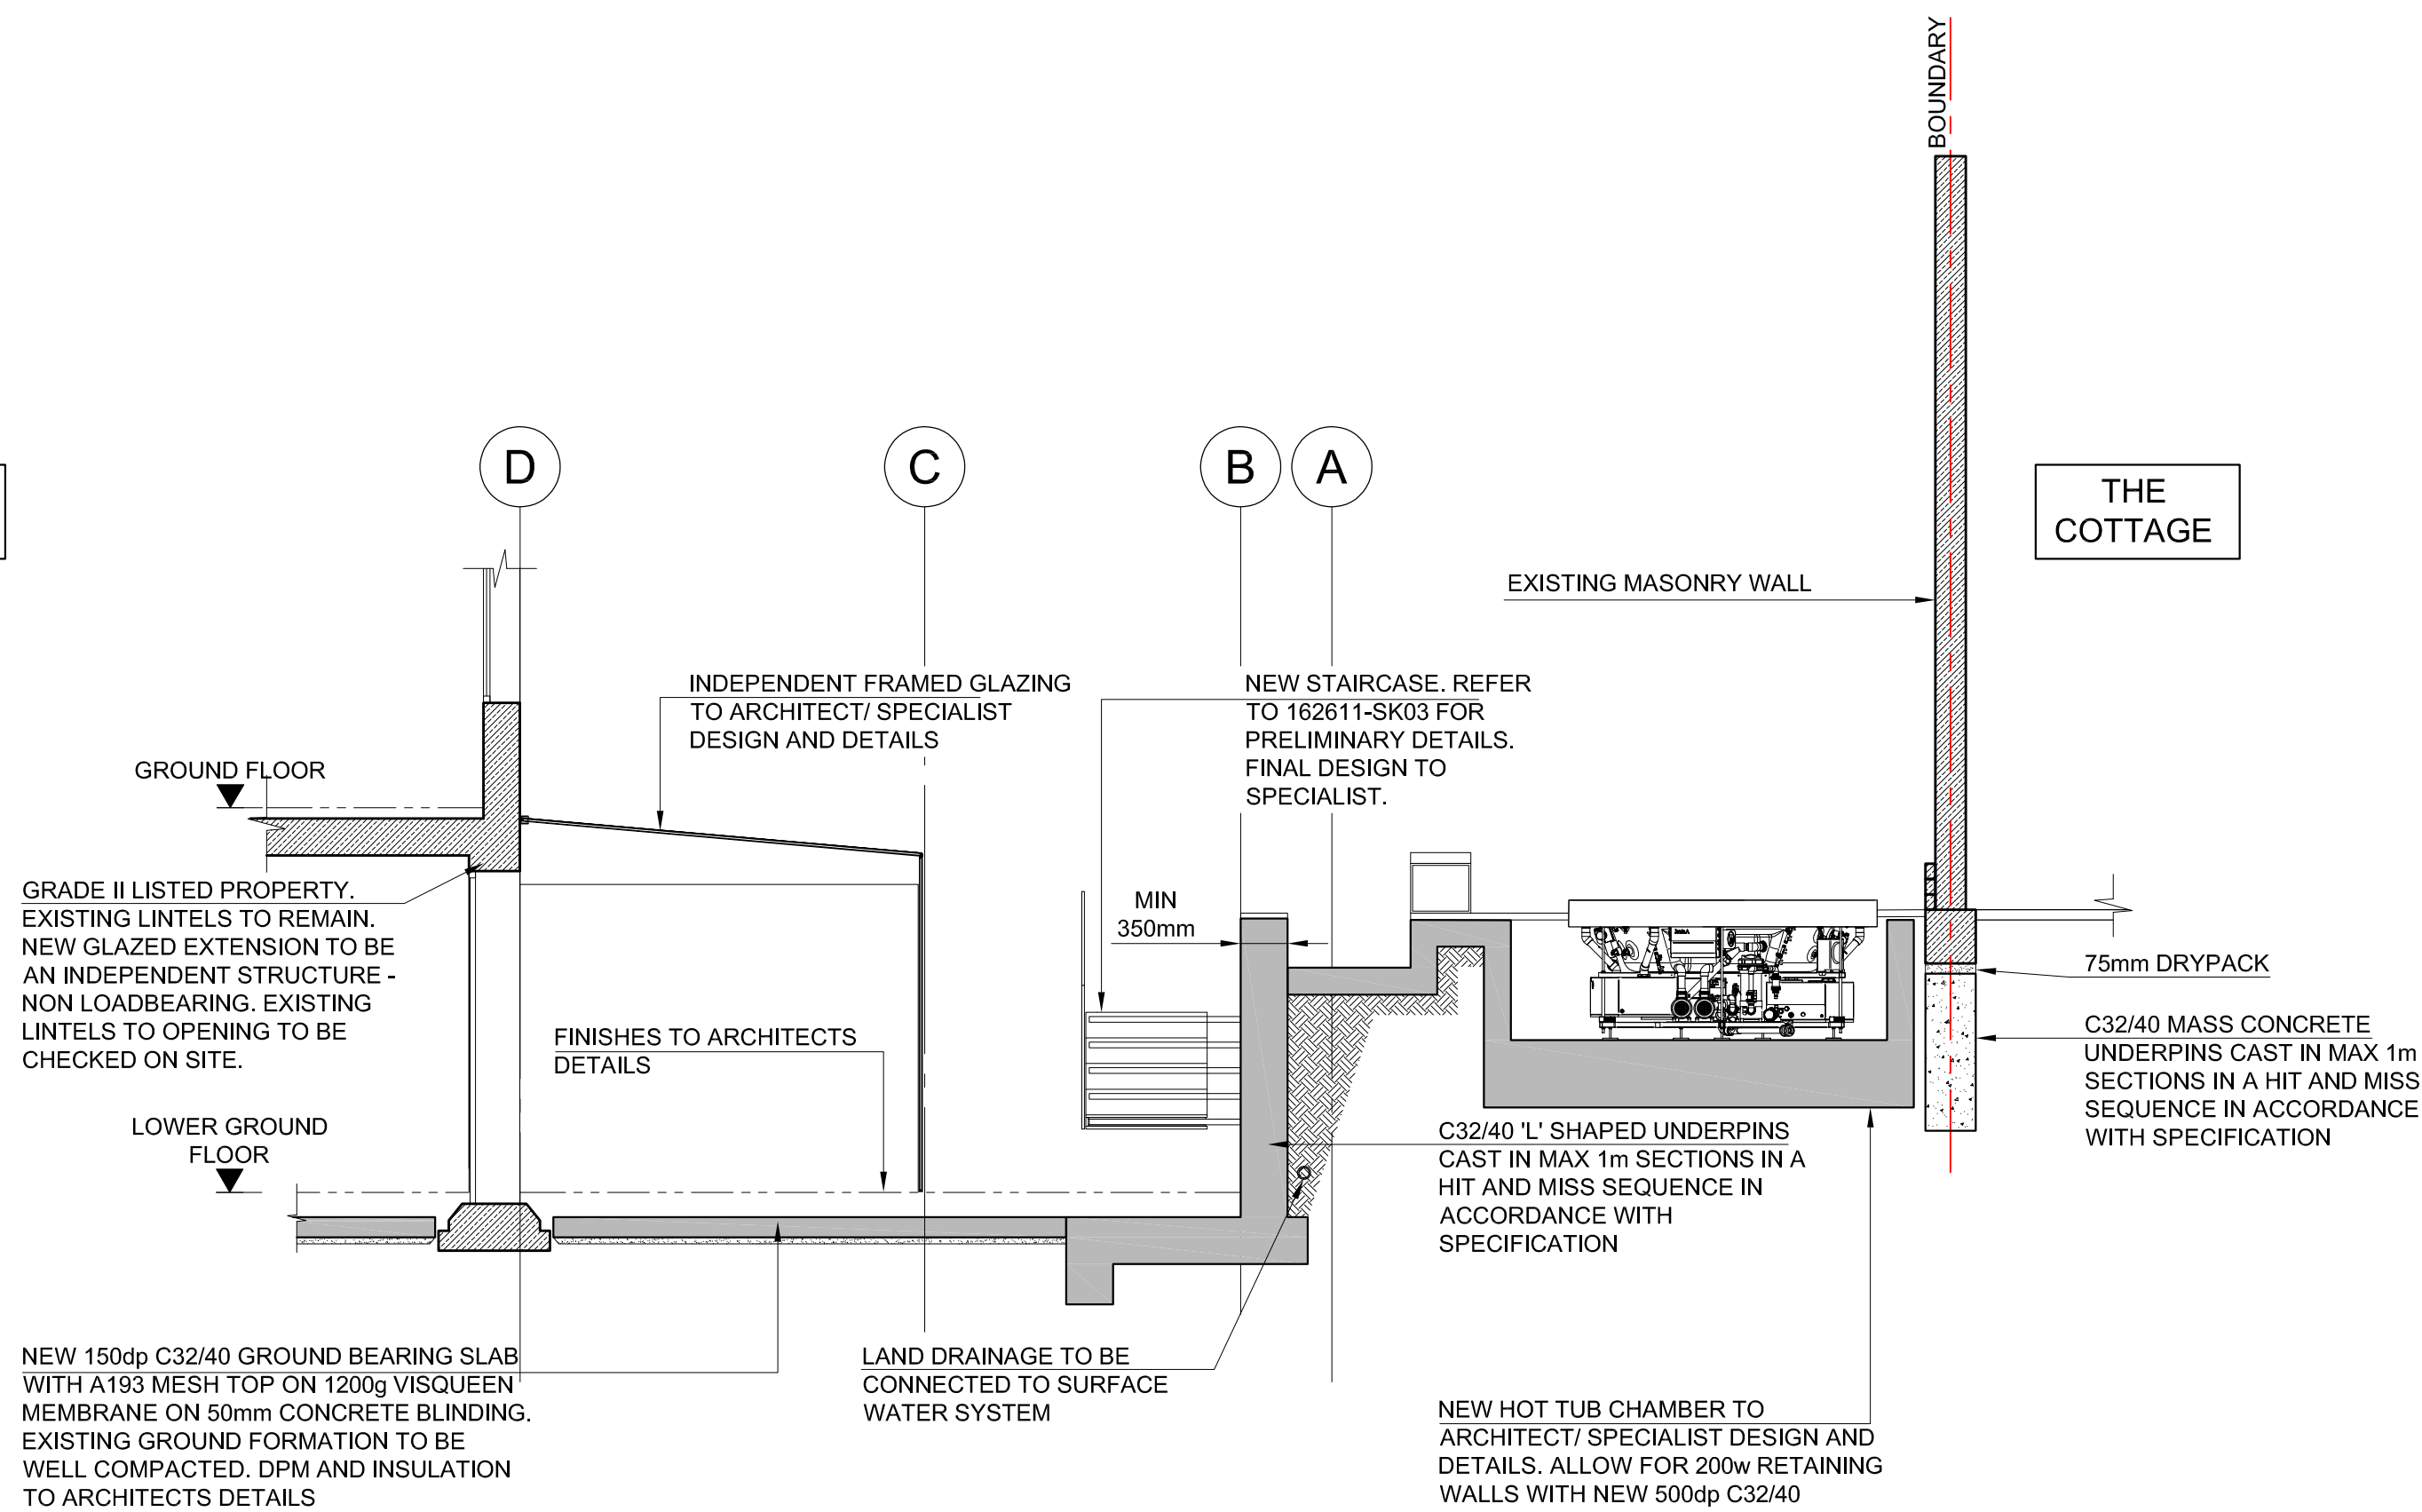 BOUNDARY
D
C
B
A
THE
COTTAGE
EXISTING MASONRY WALL
INDEPENDENT FRAMED GLAZING
TO ARCHITECT/ SPECIALIST
DESIGN AND DETAILS
NEW STAIRCASE. REFER
TO 162611-SK03 FOR
PRELIMINARY DETAILS.
FINAL DESIGN TO
SPECIALIST.
GROUND FLOOR
GRADE II LISTED PROPERTY.
EXISTING LINTELS TO REMAIN.
NEW GLAZED EXTENSION TO BE
AN INDEPENDENT STRUCTURE -
NON LOADBEARING. EXISTING
LINTELS TO OPENING TO BE
CHECKED ON SITE.
MIN
350mm
75mm DRYPACK
FINISHES TO ARCHITECTS
DETAILS
C32/40 MASS CONCRETE
UNDERPINS CAST IN MAX 1m
SECTIONS IN A HIT AND MISS
SEQUENCE IN ACCORDANCE
WITH SPECIFICATION
LOWER GROUND
FLOOR
C32/40 'L' SHAPED UNDERPINS
CAST IN MAX 1m SECTIONS IN A
HIT AND MISS SEQUENCE IN
ACCORDANCE WITH
SPECIFICATION
NEW 150dp C32/40 GROUND BEARING SLAB
WITH A193 MESH TOP ON 1200g VISQUEEN
MEMBRANE ON 50mm CONCRETE BLINDING.
EXISTING GROUND FORMATION TO BE
WELL COMPACTED. DPM AND INSULATION
TO ARCHITECTS DETAILS
LAND DRAINAGE TO BE
CONNECTED TO SURFACE
WATER SYSTEM
NEW HOT TUB CHAMBER TO
ARCHITECT/ SPECIALIST DESIGN AND
DETAILS. ALLOW FOR 200w RETAINING
WALLS WITH NEW 500dp C32/40